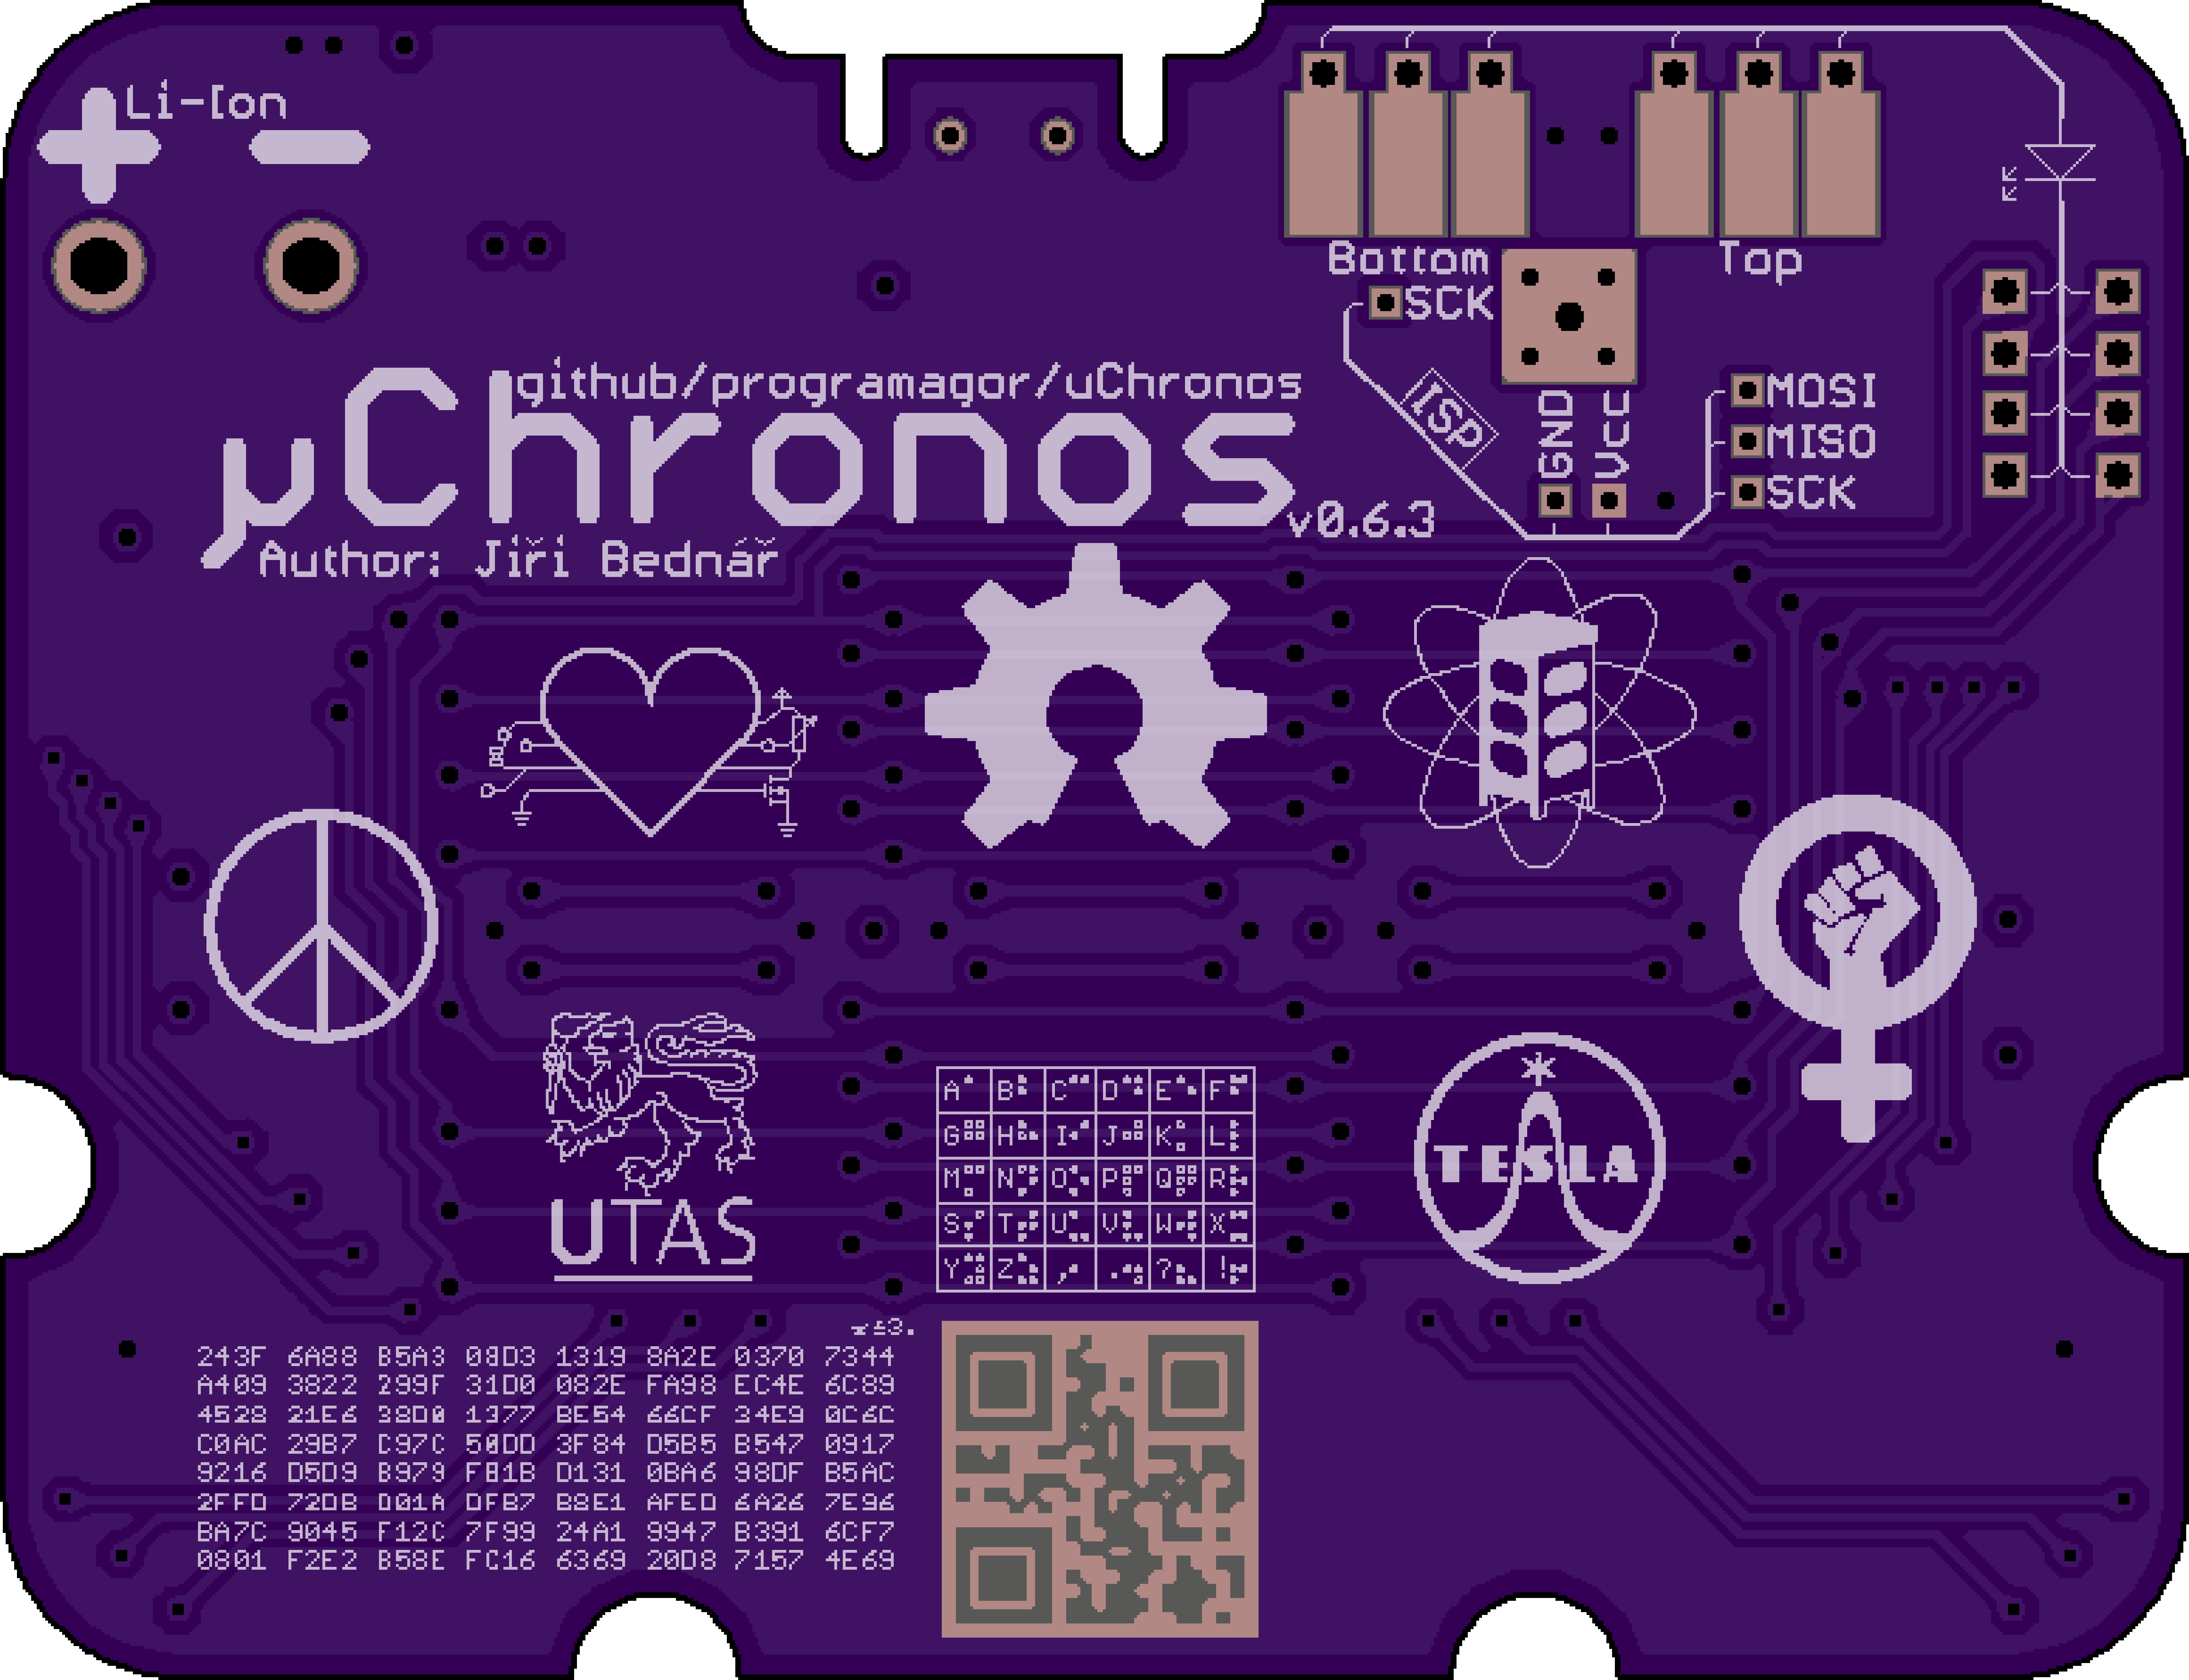 Li-Ion
+ -
Bottom Top
SCK
github/programagor/uChronos
µChronos
v0.6.3
Author: Jiří Bednář
ISP
GND
VCC
MOSI
MISO
SCK
A B C D E F
G H I J K L
M N O P Q R
S T U V W X
Y Z , . ? !
UTAS
TESLA
3.
243F 6A88 85A3 08D3 1319 8A2E 0370 7344
A409 3822 299F 31D0 082E FA98 EC4E 6C89
4528 21E6 38D0 1377 BE54 66CF 34E9 0C6C
C0AC 29B7 C97C 50DD 3F84 D5B5 B547 0917
9216 D5D9 8979 FB1B D131 0BA6 98DF B5AC
2FFD 72DB D01A DFB7 B8E1 AFED 6A26 7E96
BA7C 9045 F12C 7F99 24A1 9947 B391 6CF7
0801 F2E2 858E FC16 6369 20D8 7157 4E69